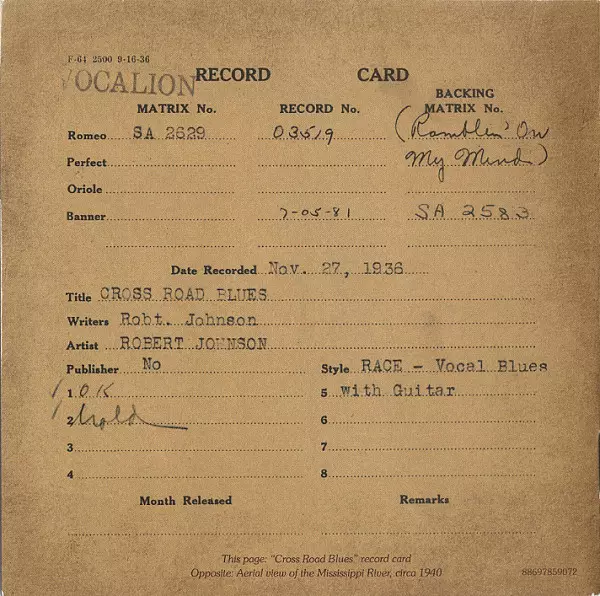 F-64 2500 9-16-36
VOCALION RECORD CARD
MATRIX No. RECORD No. BACKING MATRIX No.
Romeo SA 2629 03519 (Ramblin' On
Perfect My Mind)
Oriole
Banner 7-05-81 SA 2583
Date Recorded Nov. 27, 1936
Title CROSS ROAD BLUES
Writers Robt. Johnson
Artist ROBERT JOHNSON
Publisher No Style RACE - Vocal Blues
1 OK 5 with Guitar
2 Hold 6
3 7
4 8
Month Released Remarks
This page: "Cross Road Blues" record card
Opposite: Aerial view of the Mississippi River, circa 1940 88697859072